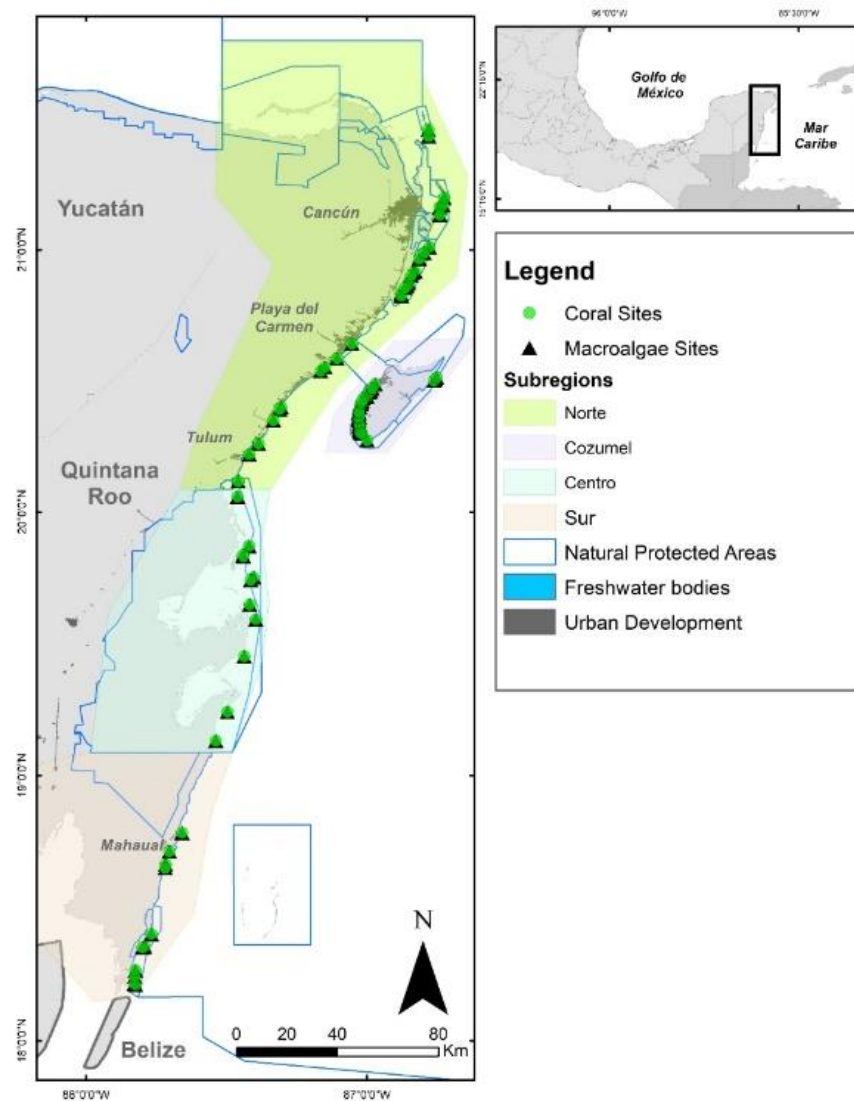 96°0'0"W
85°30'0"W
Golfo de
México
Mar
Caribe
Yucatán
Cancún
21°0'0"N
Playa del
Carmen
Tulum
Quintana
Roo
20°0'0"N
19°0'0"N
Mahaual
18°0'0"N
Belize
N
0
20
40
80
Km
88°0'0"W
87°0'0"W
Legend
Coral Sites
Macroalgae Sites
Subregions
Norte
Cozumel
Centro
Sur
Natural Protected Areas
Freshwater bodies
Urban Development